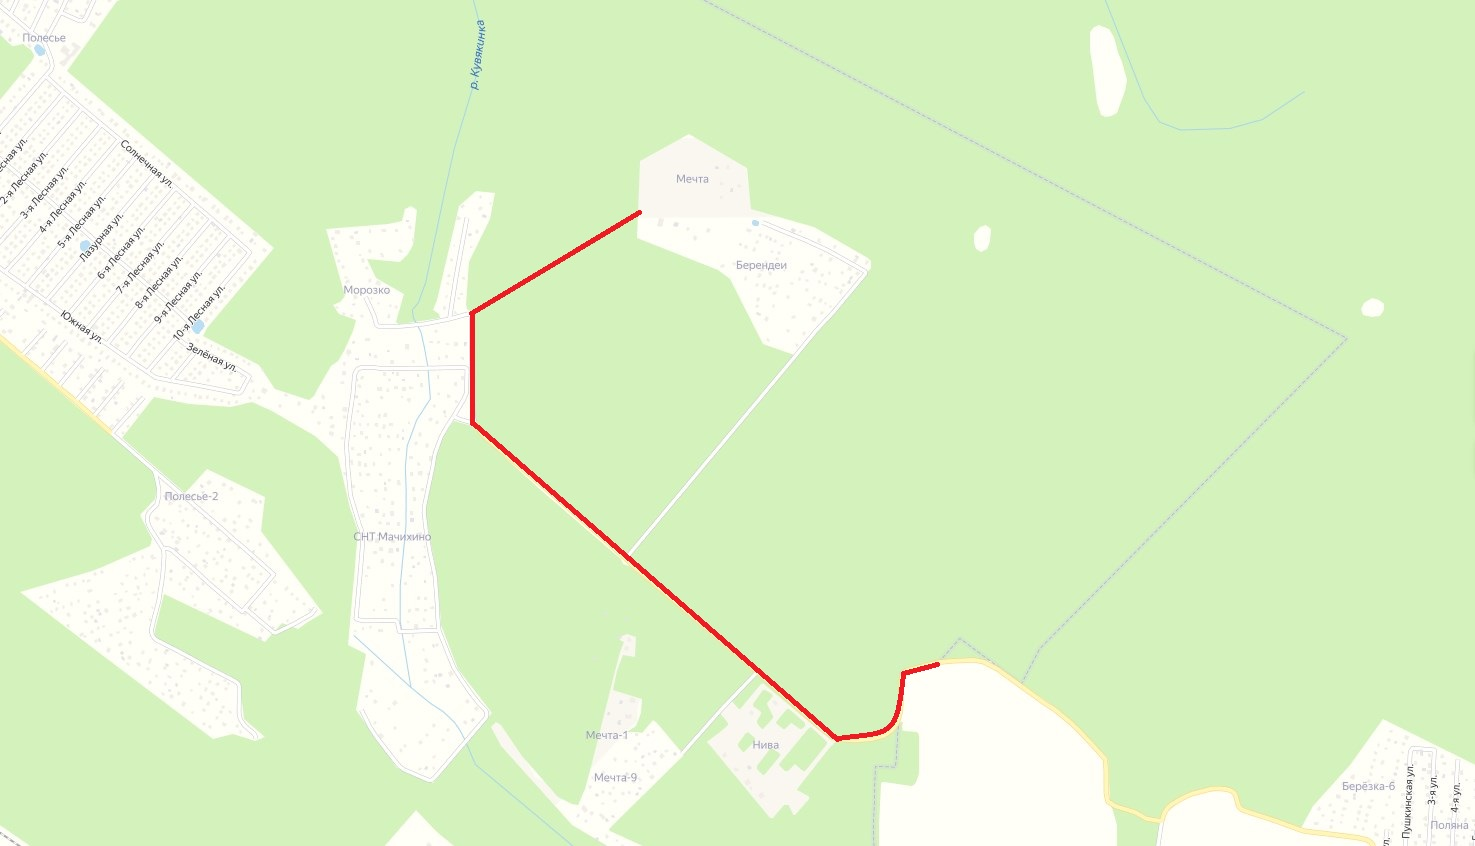 Полесье
р. Кувякинка
Солнечная ул.
есная ул.
2-я Лесная ул.
3-я Лесная ул.
4-я Лесная ул.
5-я Лесная ул.
Лазурная ул.
6-я Лесная ул.
7-я Лесная ул.
8-я Лесная ул.
9-я Лесная ул.
10-я Лесная ул.
Южная ул.
Зелёная ул.
Мечта
Берендеи
Морозко
Полесье-2
СНТ Мачихино
Мечта-1
Нива
Мечта-9
Берёзка-6
Пушкинская ул.
3-я ул.
4-я ул.
Поляна
ул.